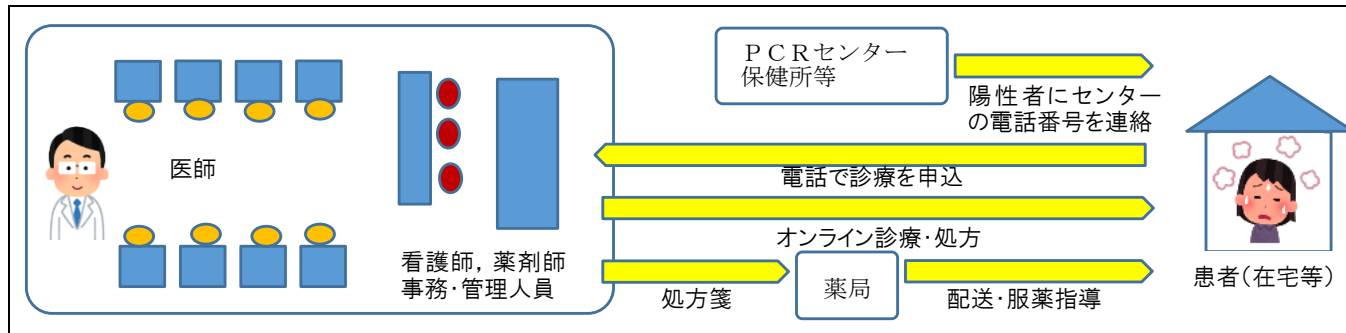 医師
看護師，薬剤師
事務・管理人員
ＰＣＲセンター
保健所等
陽性者にセンター
の電話番号を連絡
電話で診療を申込
オンライン診療・処方
処方箋
薬局
配送・服薬指導
患者（在宅等）